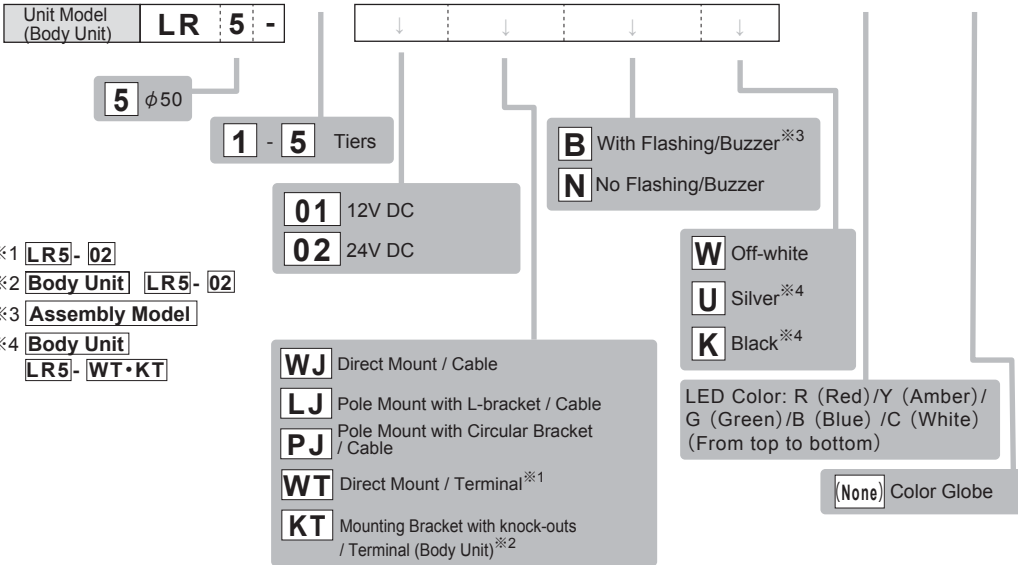 Unit Model
(Body Unit)
LR 5 -
↓ ↓ ↓ ↓
5 φ50
1 - 5 Tiers
01 12V DC
02 24V DC
B With Flashing/Buzzer※3
N No Flashing/Buzzer
W Off-white
U Silver※4
K Black※4
※1 LR5- 02
※2 Body Unit LR5- 02
※3 Assembly Model
※4 Body Unit
LR5- WT•KT
WJ Direct Mount / Cable
LJ Pole Mount with L-bracket / Cable
PJ Pole Mount with Circular Bracket
/ Cable
WT Direct Mount / Terminal※1
KT Mounting Bracket with knock-outs
/ Terminal (Body Unit)※2
LED Color: R (Red)/Y (Amber)/
G (Green)/B (Blue) /C (White)
(From top to bottom)
(None) Color Globe